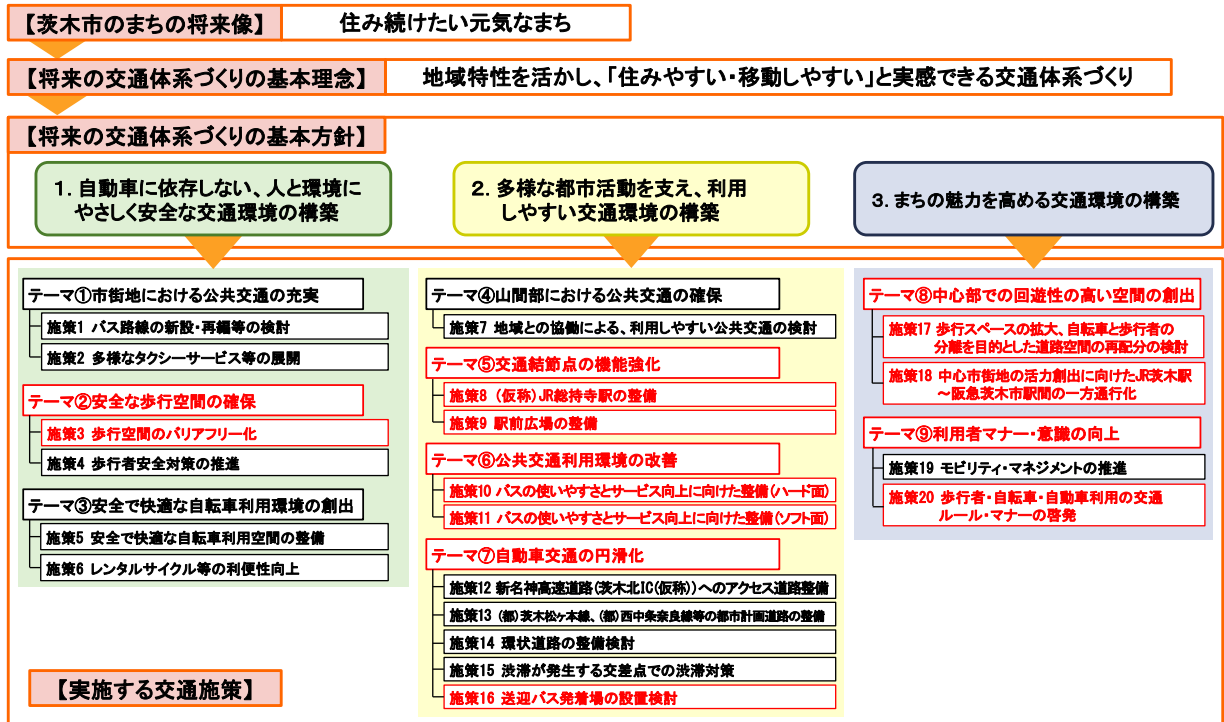 【茨木市のまちの将来像】
住み続けたい元気なまち
【将来の交通体系づくりの基本理念】
地域特性を活かし、「住みやすい・移動しやすい」と実感できる交通体系づくり
【将来の交通体系づくりの基本方針】
1. 自動車に依存しない、人と環境に
やさしく安全な交通環境の構築
2. 多様な都市活動を支え、利用
しやすい交通環境の構築
3. まちの魅力を高める交通環境の構築
テーマ①市街地における公共交通の充実
施策1 バス路線の新設・再編等の検討
施策2 多様なタクシーサービス等の展開
テーマ②安全な歩行空間の確保
施策3 歩行空間のバリアフリー化
施策4 歩行者安全対策の推進
テーマ③安全で快適な自転車利用環境の創出
施策5 安全で快適な自転車利用空間の整備
施策6 レンタルサイクル等の利便性向上
テーマ④山間部における公共交通の確保
施策7 地域との協働による、利用しやすい公共交通の検討
テーマ⑤交通結節点の機能強化
施策8 (仮称)JR総持寺駅の整備
施策9 駅前広場の整備
テーマ⑥公共交通利用環境の改善
施策10 バスの使いやすさとサービス向上に向けた整備(ハード面)
施策11 バスの使いやすさとサービス向上に向けた整備(ソフト面)
テーマ⑦自動車交通の円滑化
施策12 新名神高速道路(茨木北IC(仮称))へのアクセス道路整備
施策13 (都)茨木松ケ本線、(都)西中条奈良線等の都市計画道路の整備
施策14 環状道路の整備検討
施策15 渋滞が発生する交差点での渋滞対策
施策16 送迎バス発着場の設置検討
テーマ⑧中心部での回遊性の高い空間の創出
施策17 歩行スペースの拡大、自転車と歩行者の
分離を目的とした道路空間の再配分の検討
施策18 中心市街地の活力創出に向けたJR茨木駅
～阪急茨木市駅間の一方通行化
テーマ⑨利用者マナー・意識の向上
施策19 モビリティ・マネジメントの推進
施策20 歩行者・自転車・自動車利用の交通
ルール・マナーの啓発
【実施する交通施策】